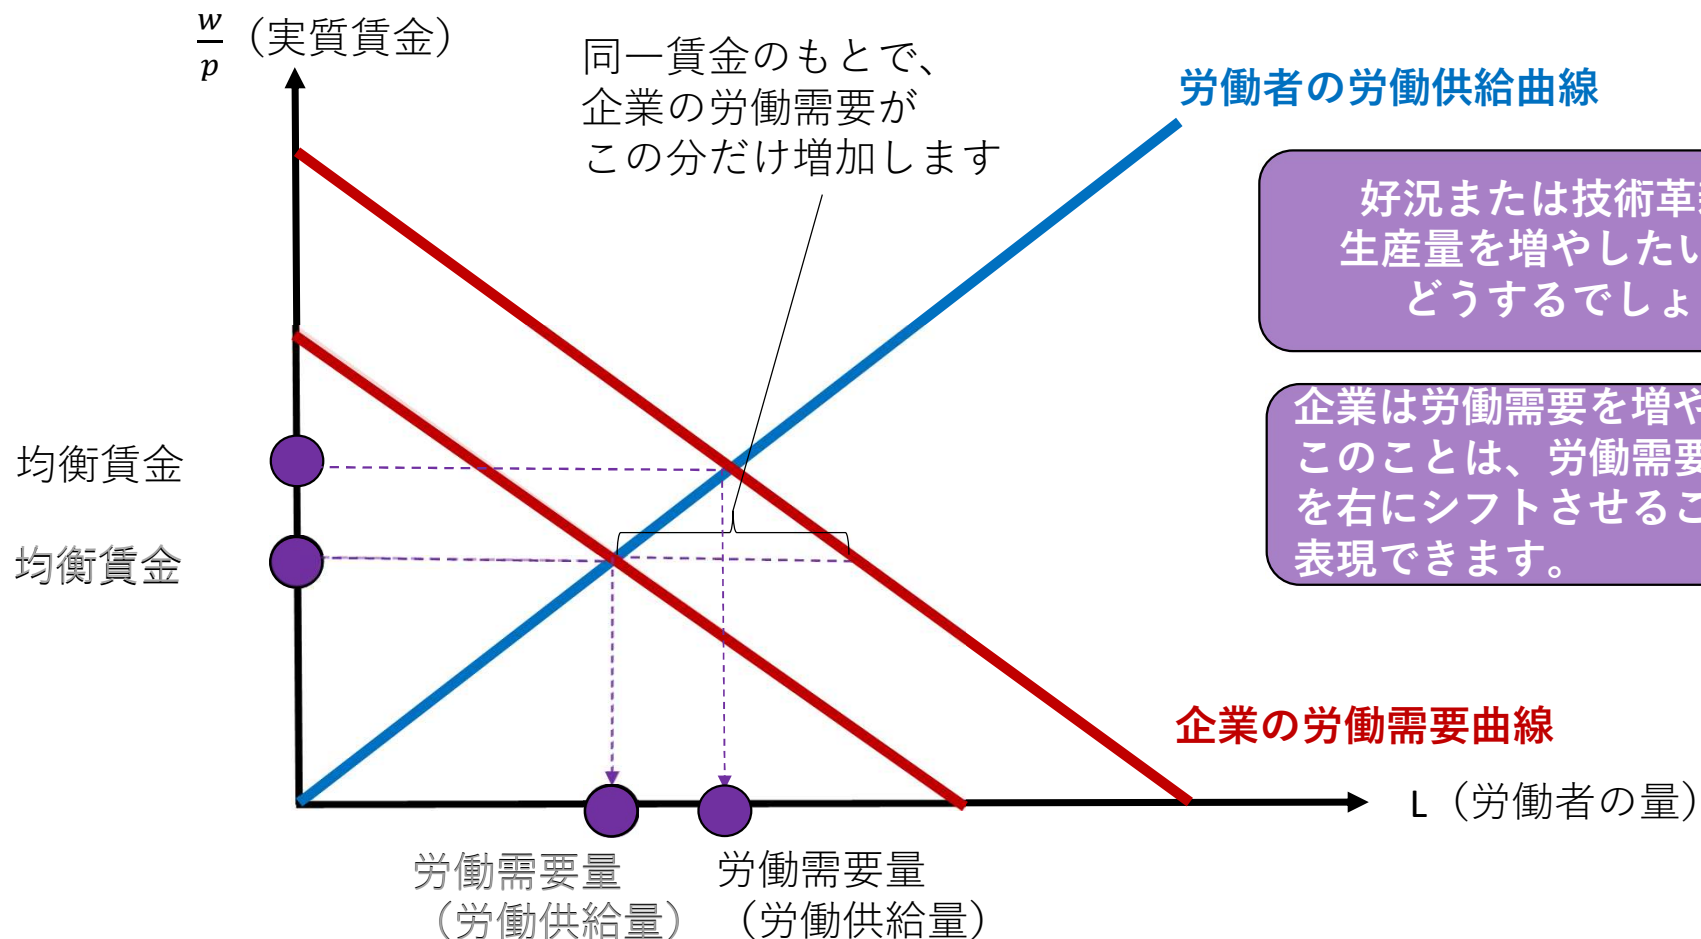 w
p
（実質賃金）
同一賃金のもとで、
企業の労働需要が
この分だけ増加します
労働者の労働供給曲線
好況または技術革
生産量を増やしたい
どうするでしょ
企業は労働需要を増や
このことは、労働需要
を右にシフトさせるこ
表現できます。
均衡賃金
均衡賃金
企業の労働需要曲線
L（労働者の量）
労働需要量
（労働供給量）
労働需要量
（労働供給量）